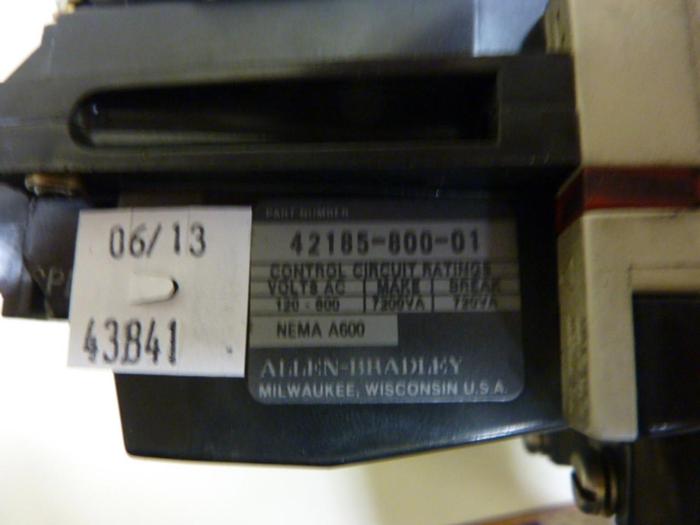 06/13
43B41
PART NUMBER
42185-800-01
CONTROL CIRCUIT RATINGS
VOLTS AC MAKE BREAK
120-600 7200VA 720VA
NEMA A600
ALLEN-BRADLEY
MILWAUKEE, WISCONSIN U.S.A.